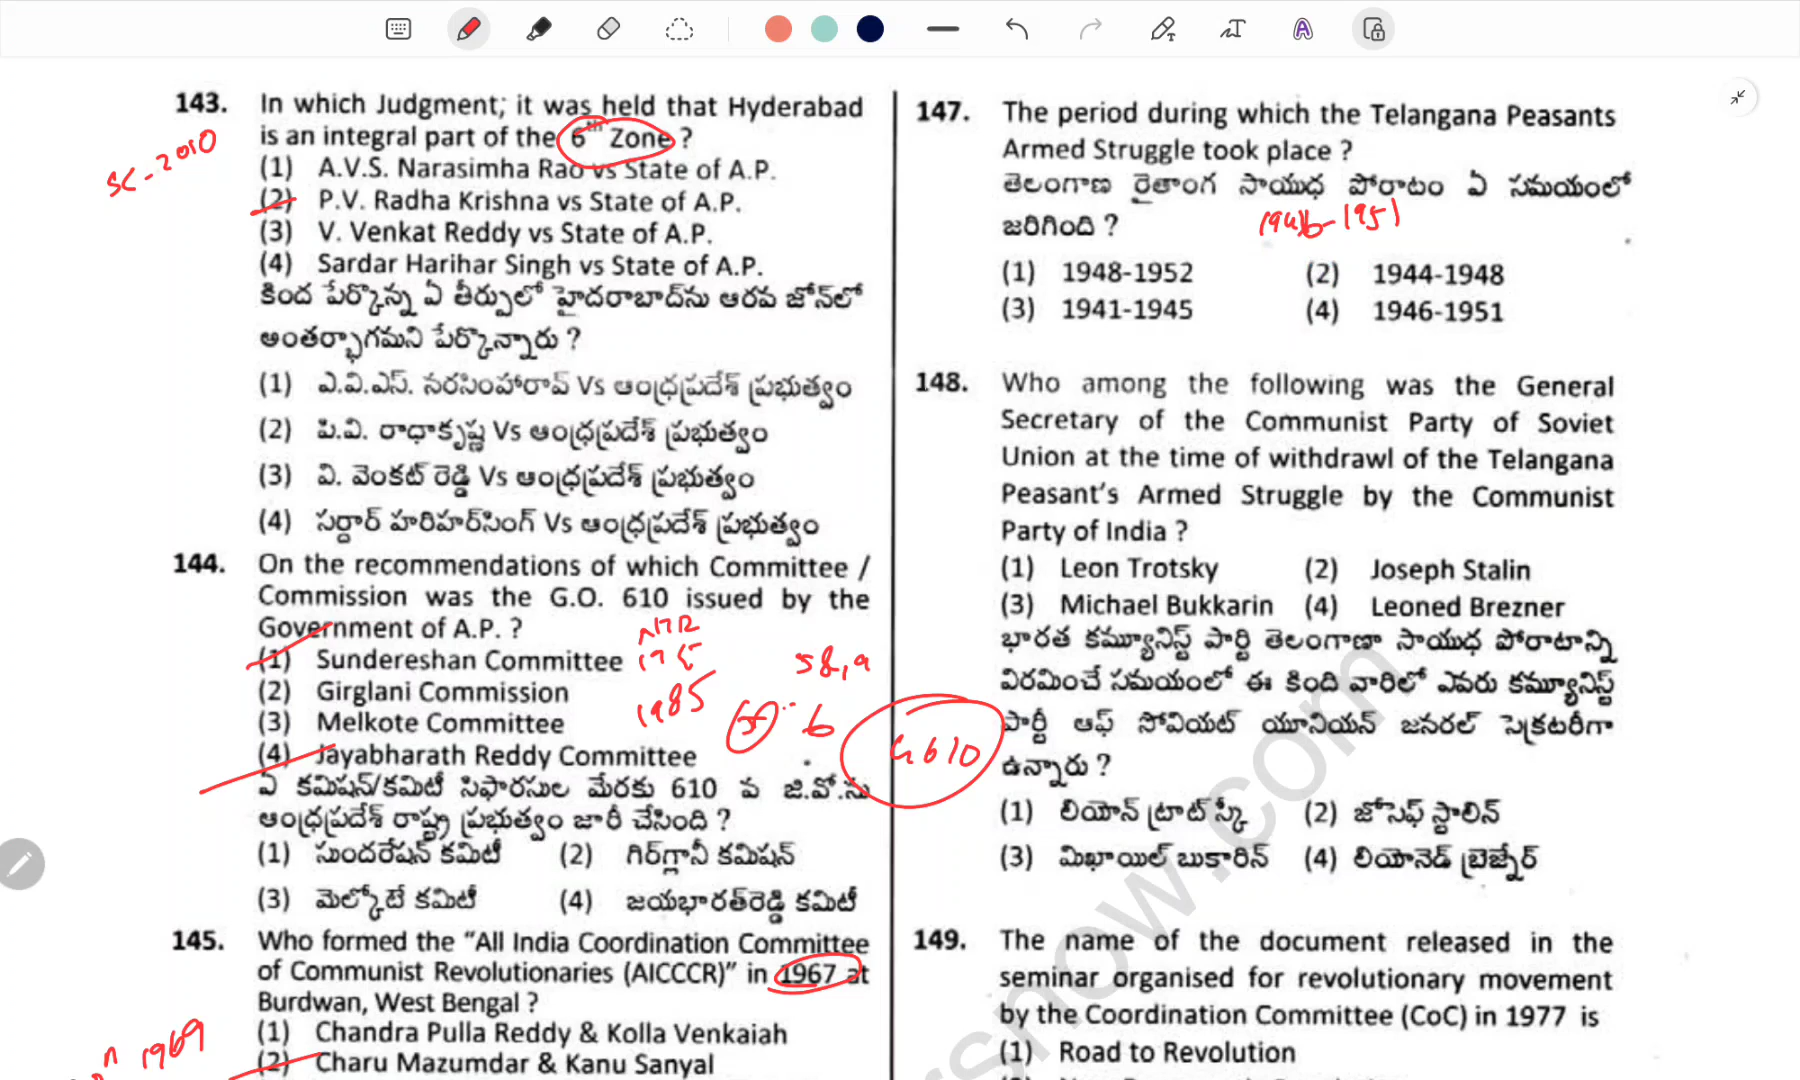 143. In which Judgment; it was held that Hyderabad
is an integral part of the 6th Zone ?
(1) A.V.S. Narasimha Rao vs State of A.P.
(2) P.V. Radha Krishna vs State of A.P.
(3) V. Venkat Reddy vs State of A.P.
(4) Sardar Harihar Singh vs State of A.P.
SC - 2010
కింద పేర్కొన్న ఏ తీర్పులో హైదరాబాద్‌ను ఆరవ జోన్‌లో
అంతర్భాగమని పేర్కొన్నారు ?
(1) ఎ.వి.ఎస్. నరసింహారావ్ Vs ఆంధ్రప్రదేశ్ ప్రభుత్వం
(2) పి.వి. రాధాకృష్ణ Vs ఆంధ్రప్రదేశ్ ప్రభుత్వం
(3) వి. వెంకట్ రెడ్డి Vs ఆంధ్రప్రదేశ్ ప్రభుత్వం
(4) సర్దార్ హరిహర్‌సింగ్ Vs ఆంధ్రప్రదేశ్ ప్రభుత్వం
144. On the recommendations of which Committee /
Commission was the G.O. 610 issued by the
Government of A.P. ?
(1) Sundereshan Committee
(2) Girglani Commission
(3) Melkote Committee
(4) Jayabharath Reddy Committee
1985
6
610
ఏ కమిషన్/కమిటీ సిఫారసుల మేరకు 610 వ జి.వో.ను
ఆంధ్రప్రదేశ్ రాష్ట్ర ప్రభుత్వం జారీ చేసింది ?
(1) సుందరేషన్ కమిటీ (2) గిర్‌గ్లానీ కమిషన్
(3) మెల్కోటే కమిటీ (4) జయభారత్‌రెడ్డి కమిటీ
145. Who formed the “All India Coordination Committee
of Communist Revolutionaries (AICCCR)” in 1967 at
Burdwan, West Bengal ?
(1) Chandra Pulla Reddy & Kolla Venkaiah
(2) Charu Mazumdar & Kanu Sanyal
1969
147. The period during which the Telangana Peasants
Armed Struggle took place ?
తెలంగాణ రైతాంగ సాయుధ పోరాటం ఏ సమయంలో
జరిగింది ?
1946-1951
(1) 1948-1952 (2) 1944-1948
(3) 1941-1945 (4) 1946-1951
148. Who among the following was the General
Secretary of the Communist Party of Soviet
Union at the time of withdrawl of the Telangana
Peasant’s Armed Struggle by the Communist
Party of India ?
(1) Leon Trotsky (2) Joseph Stalin
(3) Michael Bukkarin (4) Leoned Brezner
భారత కమ్యూనిస్ట్ పార్టి తెలంగాణా సాయుధ పోరాటాన్ని
విరమించే సమయంలో ఈ కింది వారిలో ఎవరు కమ్యూనిస్ట్
పార్టీ ఆఫ్ సోవియట్ యూనియన్ జనరల్ సెక్రటరీగా
ఉన్నారు ?
(1) లియోన్ ట్రాట్‌స్కీ (2) జోసెఫ్ స్టాలిన్
(3) మిఖాయిల్ బుకారిన్ (4) లియోనెడ్ బ్రెజ్నేర్
149. The name of the document released in the
seminar organised for revolutionary movement
by the Coordination Committee (CoC) in 1977 is
(1) Road to Revolution